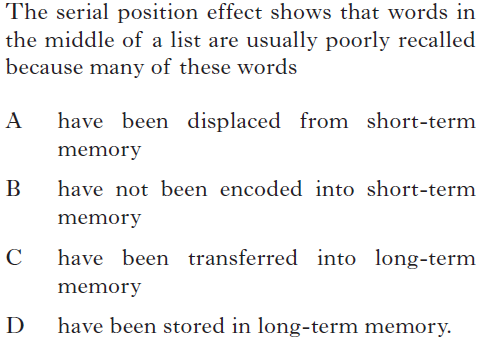 The serial position effect shows that words in
the middle of a list are usually poorly recalled
because many of these words
A have been displaced from short-term
memory
B have not been encoded into short-term
memory
C have been transferred into long-term
memory
D have been stored in long-term memory.